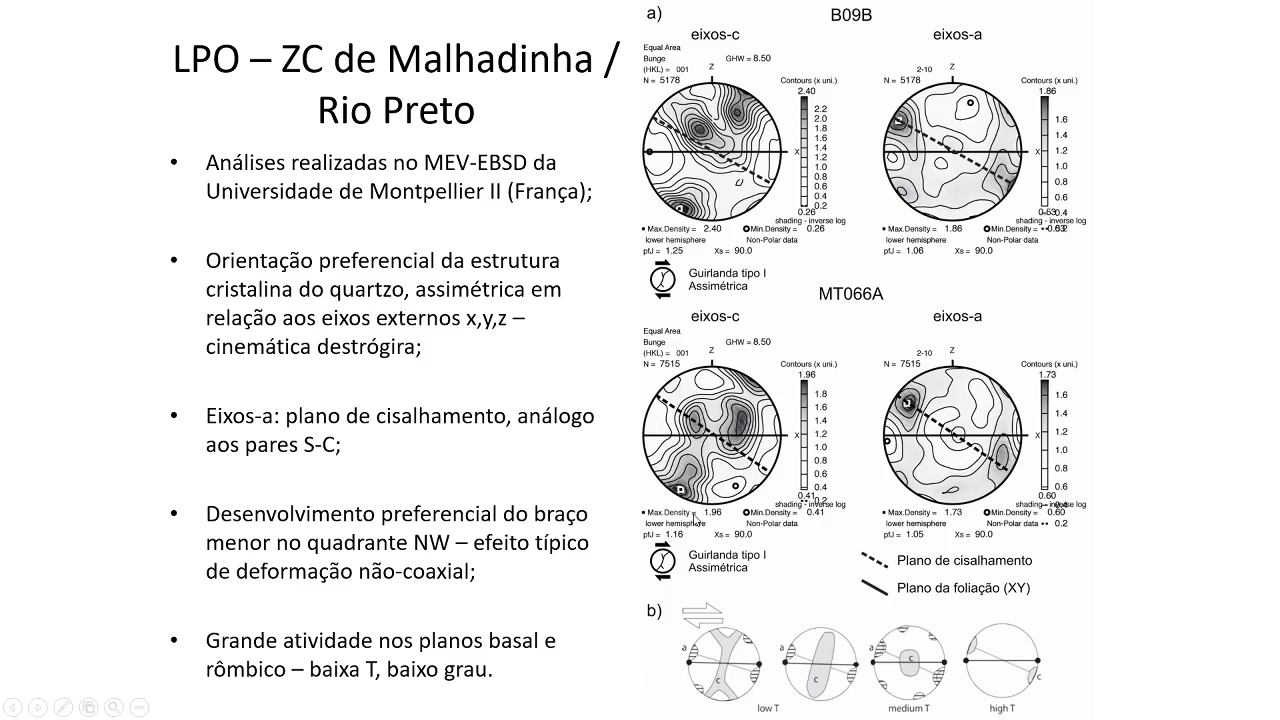 LPO – ZC de Malhadinha /
Rio Preto
• Análises realizadas no MEV-EBSD da
Universidade de Montpellier II (França);
• Orientação preferencial da estrutura
cristalina do quartzo, assimétrica em
relação aos eixos externos x,y,z –
cinemática destrógira;
• Eixos-a: plano de cisalhamento, análogo
aos pares S-C;
• Desenvolvimento preferencial do braço
menor no quadrante NW – efeito típico
de deformação não-coaxial;
• Grande atividade nos planos basal e
rômbico – baixa T, baixo grau.
a)
B09B
eixos-c
Equal Area
Bunge
(HKL) = 001
N = 5178
GHW = 8.50
Z
X
Contours (x uni.)
2.40
2.2
2.0
1.8
1.6
1.4
1.2
1.0
0.8
0.6
0.4
0.2
0.26
shading - inverse log
Max.Density = 2.40
Min.Density = 0.26
lower hemisphere
Non-Polar data
pfJ = 1.25
Xs = 90.0
eixos-a
2-10
N = 5178
Z
Contours (x uni.)
1.86
1.6
1.4
1.2
1.0
0.8
0.6
0.4
0.53
shading - inverse log
Max.Density = 1.86
Min.Density =
lower hemisphere
Non-Polar data
pfJ = 1.06
Xs = 90.0
Guirlanda tipo I
Assimétrica
MT066A
eixos-c
Equal Area
Bunge
(HKL) = 001
N = 7515
GHW = 8.50
Z
X
Contours (x uni.)
1.96
1.8
1.6
1.4
1.2
1.0
0.8
0.6
0.4
0.41
0.2
shading - inverse log
Max.Density = 1.96
Min.Density = 0.41
lower hemisphere
Non-Polar data
pfJ = 1.16
Xs = 90.0
eixos-a
2-10
N = 7515
Z
Contours (x uni.)
1.73
1.6
1.4
1.2
1.0
0.8
0.6
0.60
shading - inverse log
Max.Density = 1.73
Min.Density = 0.60
lower hemisphere
Non-Polar data
0.2
pfJ = 1.05
Xs = 90.0
Guirlanda tipo I
Assimétrica
Plano de cisalhamento
Plano da foliação (XY)
b)
a
c
c
a
c
c
low T
medium T
high T